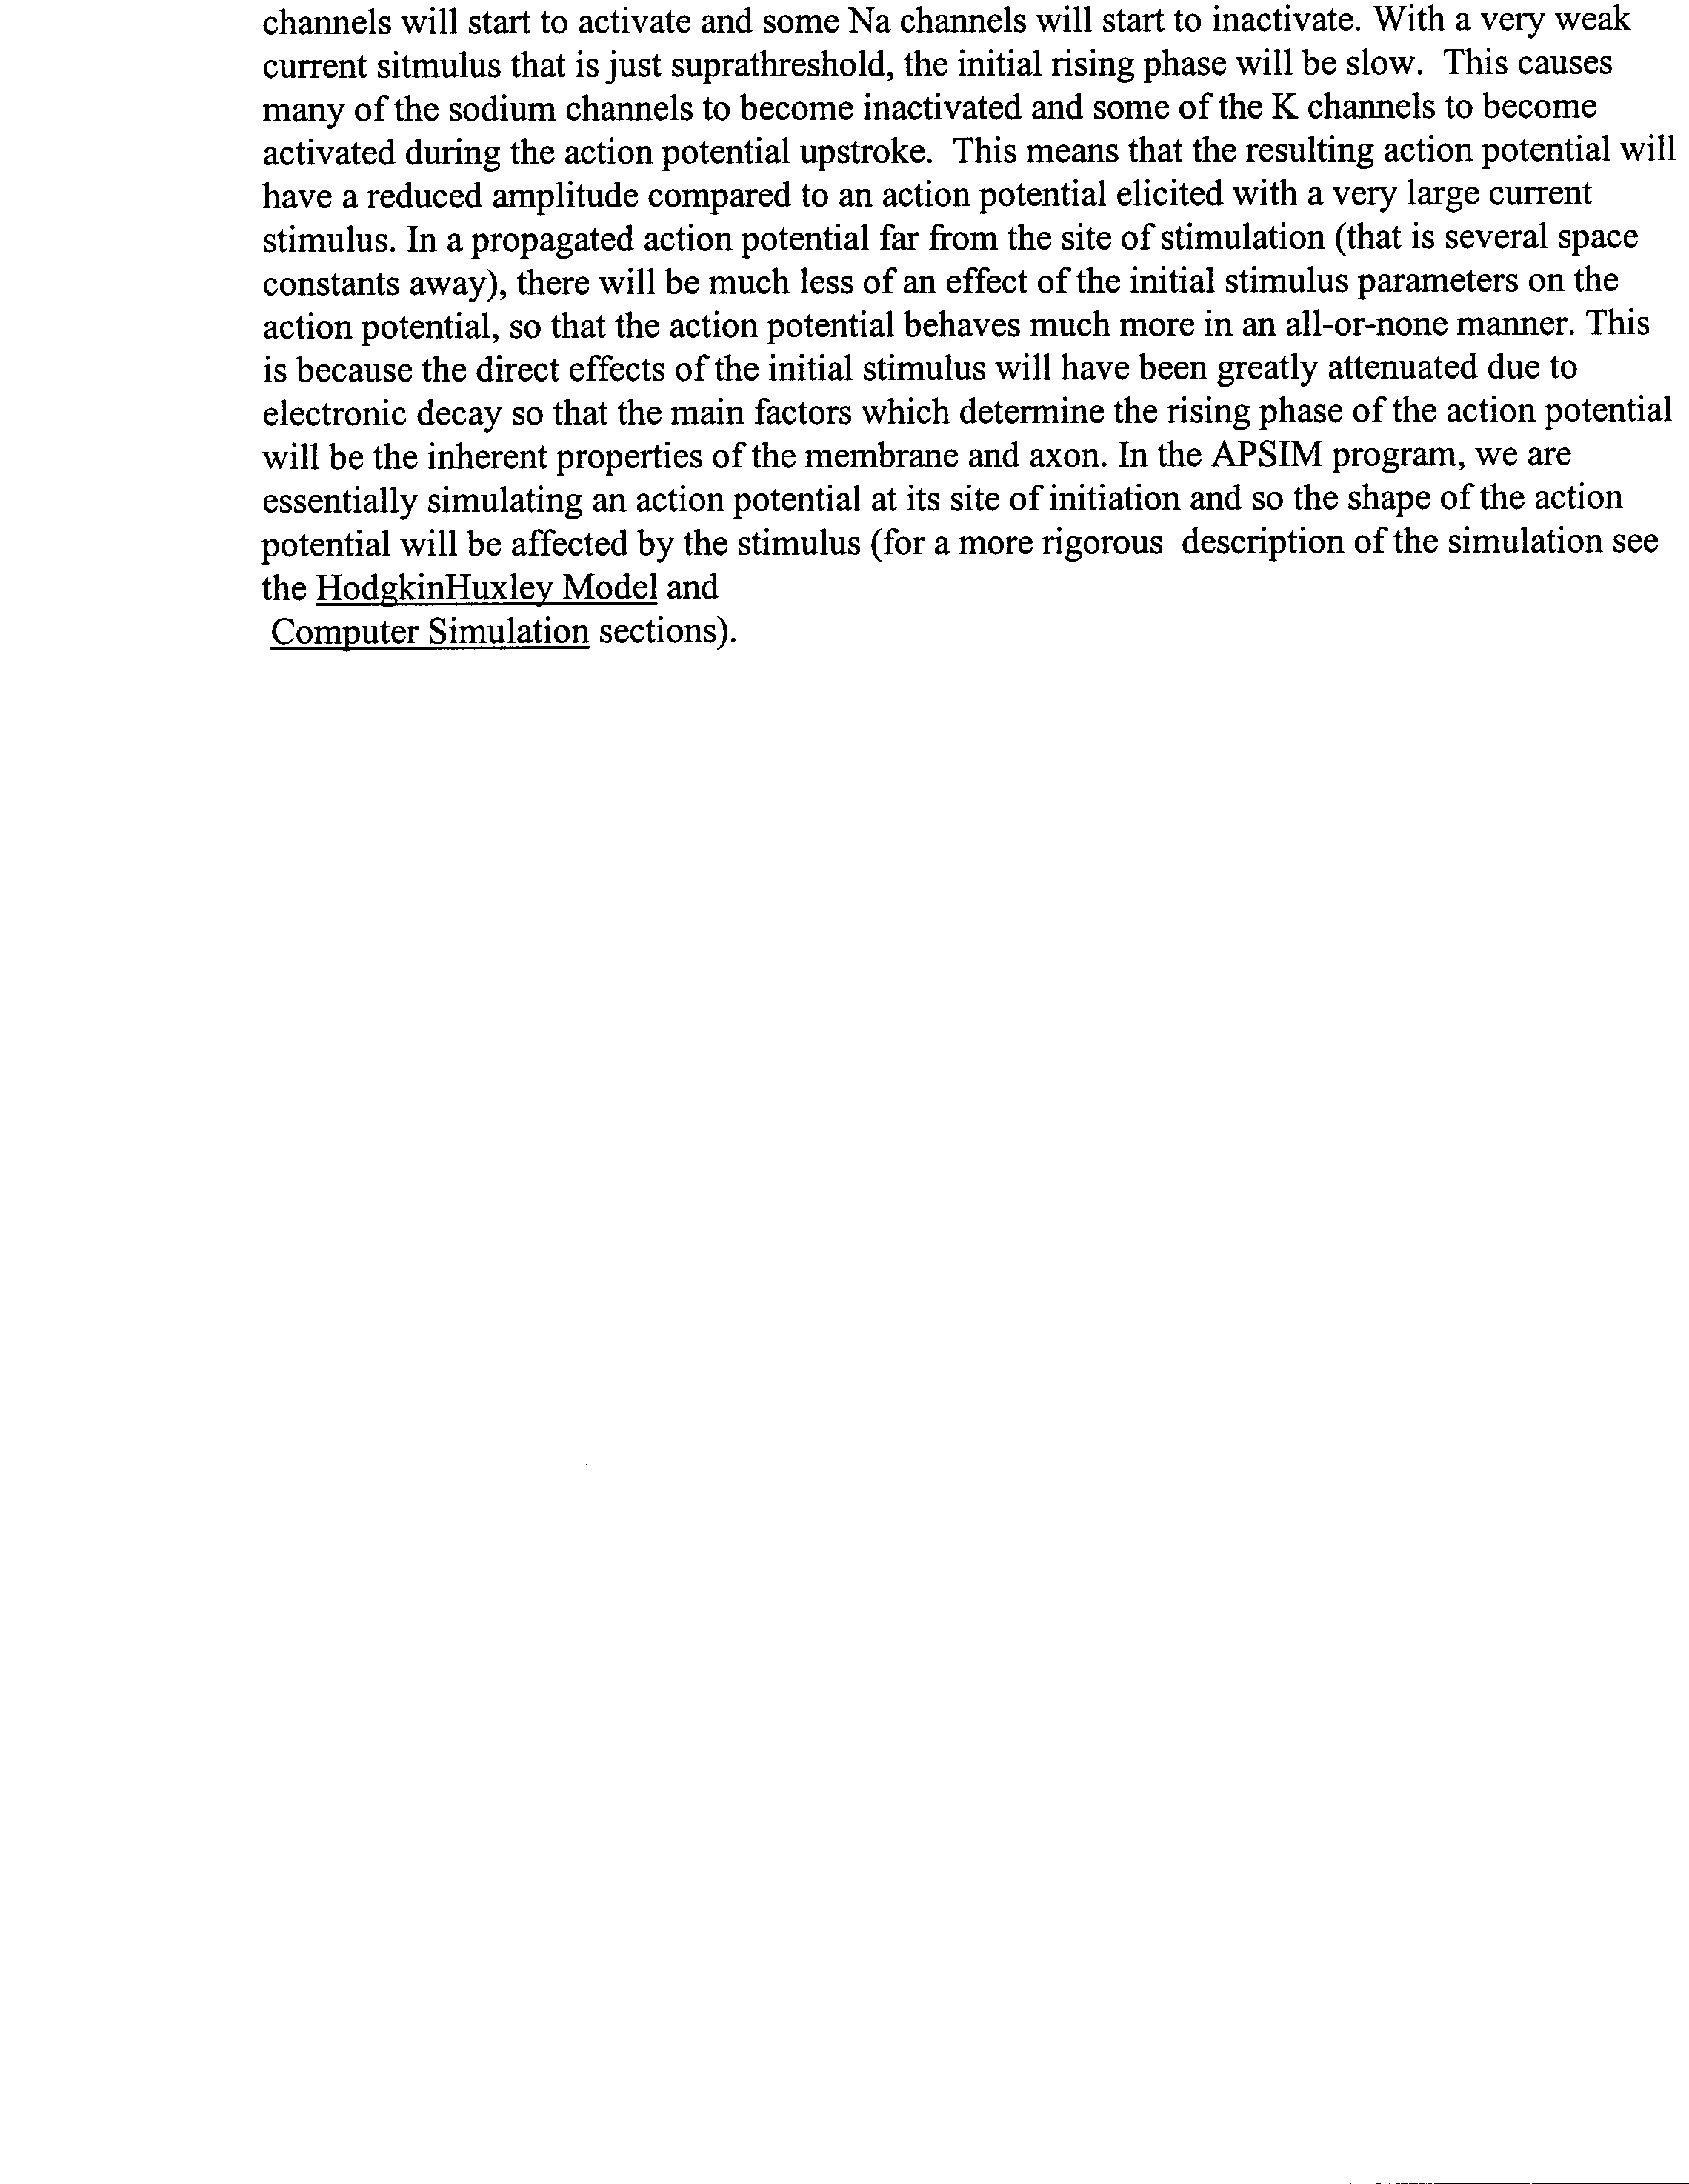 channels will start to activate and some Na channels will start to inactivate. With a very weak
current sitmulus that is just suprathreshold, the initial rising phase will be slow.  This causes
many of the sodium channels to become inactivated and some of the K channels to become
activated during the action potential upstroke.  This means that the resulting action potential will
have a reduced amplitude compared to an action potential elicited with a very large current
stimulus. In a propagated action potential far from the site of stimulation (that is several space
constants away), there will be much less of an effect of the initial stimulus parameters on the
action potential, so that the action potential behaves much more in an all-or-none manner. This
is because the direct effects of the initial stimulus will have been greatly attenuated due to
electronic decay so that the main factors which determine the rising phase of the action potential
will be the inherent properties of the membrane and axon. In the APSIM program, we are
essentially simulating an action potential at its site of initiation and so the shape of the action
potential will be affected by the stimulus (for a more rigorous  description of the simulation see
the HodgkinHuxley Model and
Computer Simulation sections).